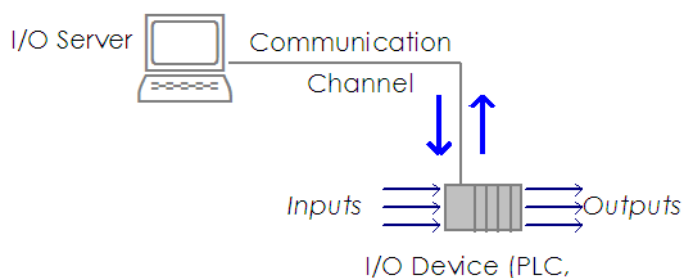 I/O Server
Communication
Channel
Inputs
Outputs
I/O Device (PLC,